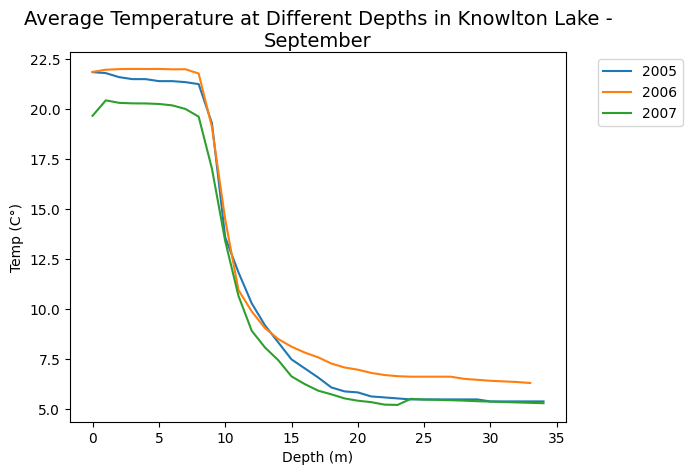 Average Temperature at Different Depths in Knowlton Lake -
September
22.5
20.0
17.5
15.0
12.5
10.0
7.5
5.0
Temp (C°)
0 5 10 15 20 25 30 35
Depth (m)
2005
2006
2007